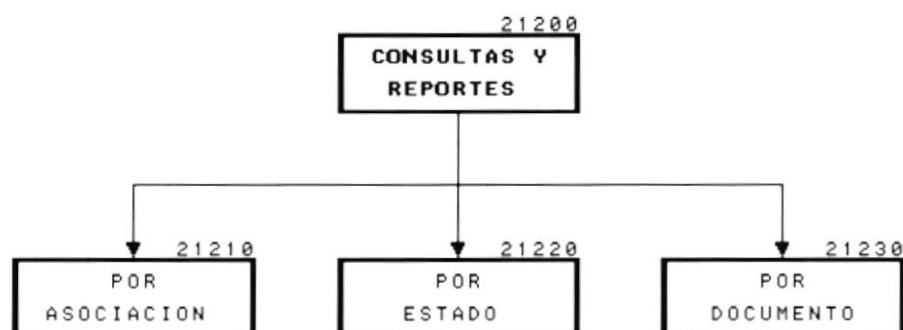 21200
CONSULTAS Y
REPORTES
21210
POR
ASOCIACION
21220
POR
ESTADO
21230
POR
DOCUMENTO